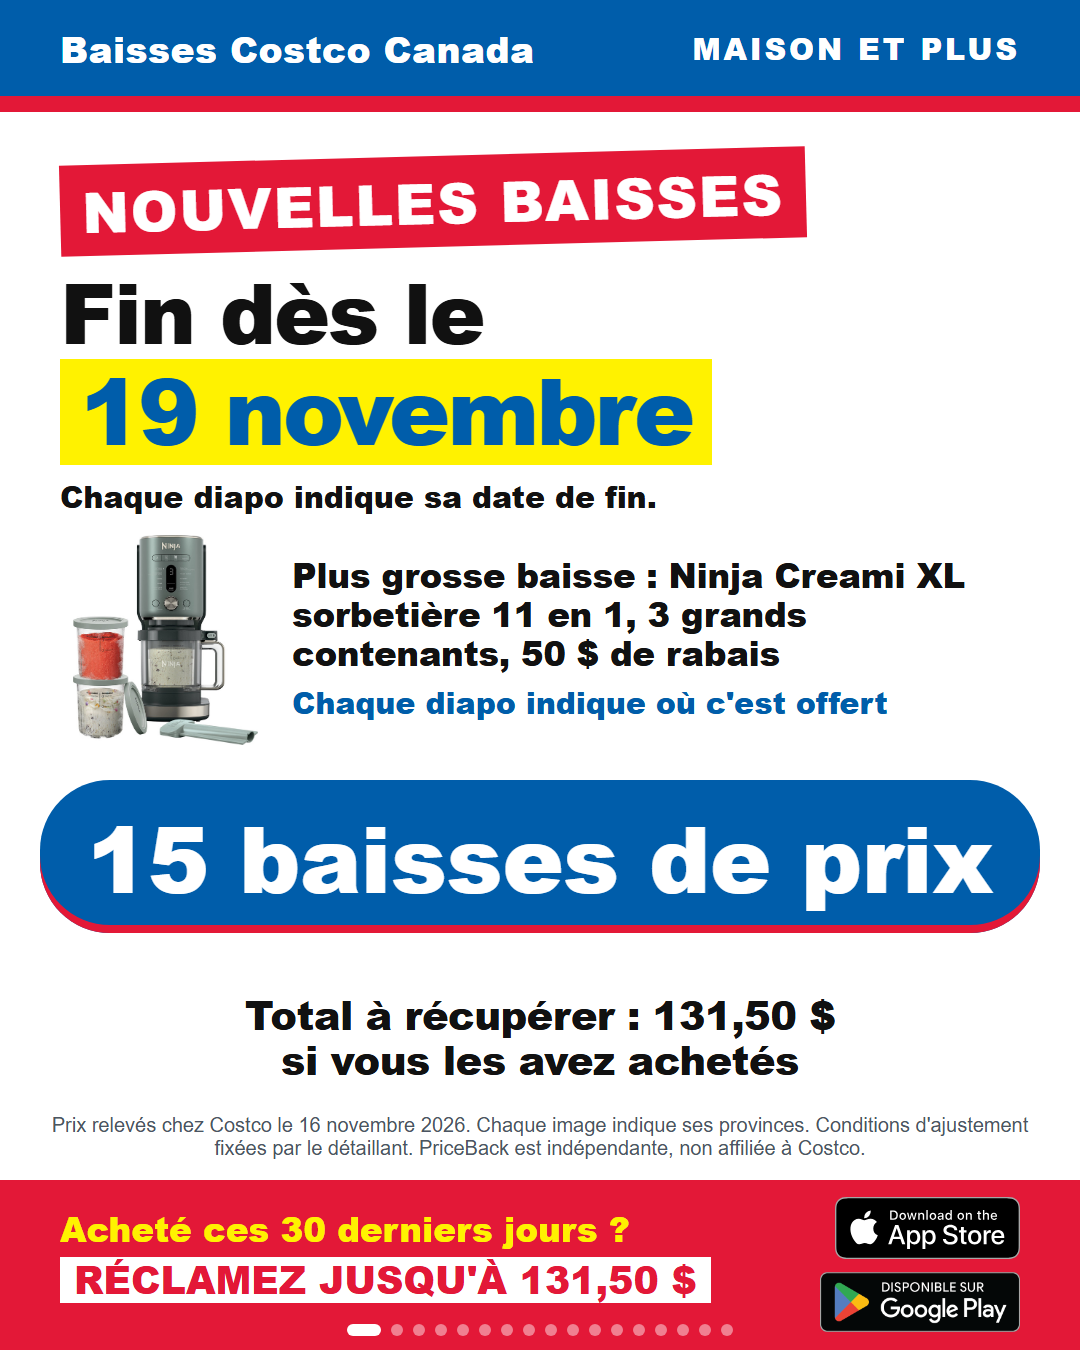 Baisses Costco Canada
MAISON ET PLUS
NOUVELLES BAISSES
Fin dès le
19 novembre
Chaque diapo indique sa date de fin.
NINJA
3
NINJA
Plus grosse baisse : Ninja Creami XL
sorbetière 11 en 1, 3 grands
contenants, 50 $ de rabais
Chaque diapo indique où c'est offert
15 baisses de prix
Total à récupérer : 131,50 $
si vous les avez achetés
Prix relevés chez Costco le 16 novembre 2026. Chaque image indique ses provinces. Conditions d'ajustement
fixées par le détaillant. PriceBack est indépendante, non affiliée à Costco.
Acheté ces 30 derniers jours ?
RÉCLAMEZ JUSQU'À 131,50 $
Download on the
App Store
DISPONIBLE SUR
Google Play